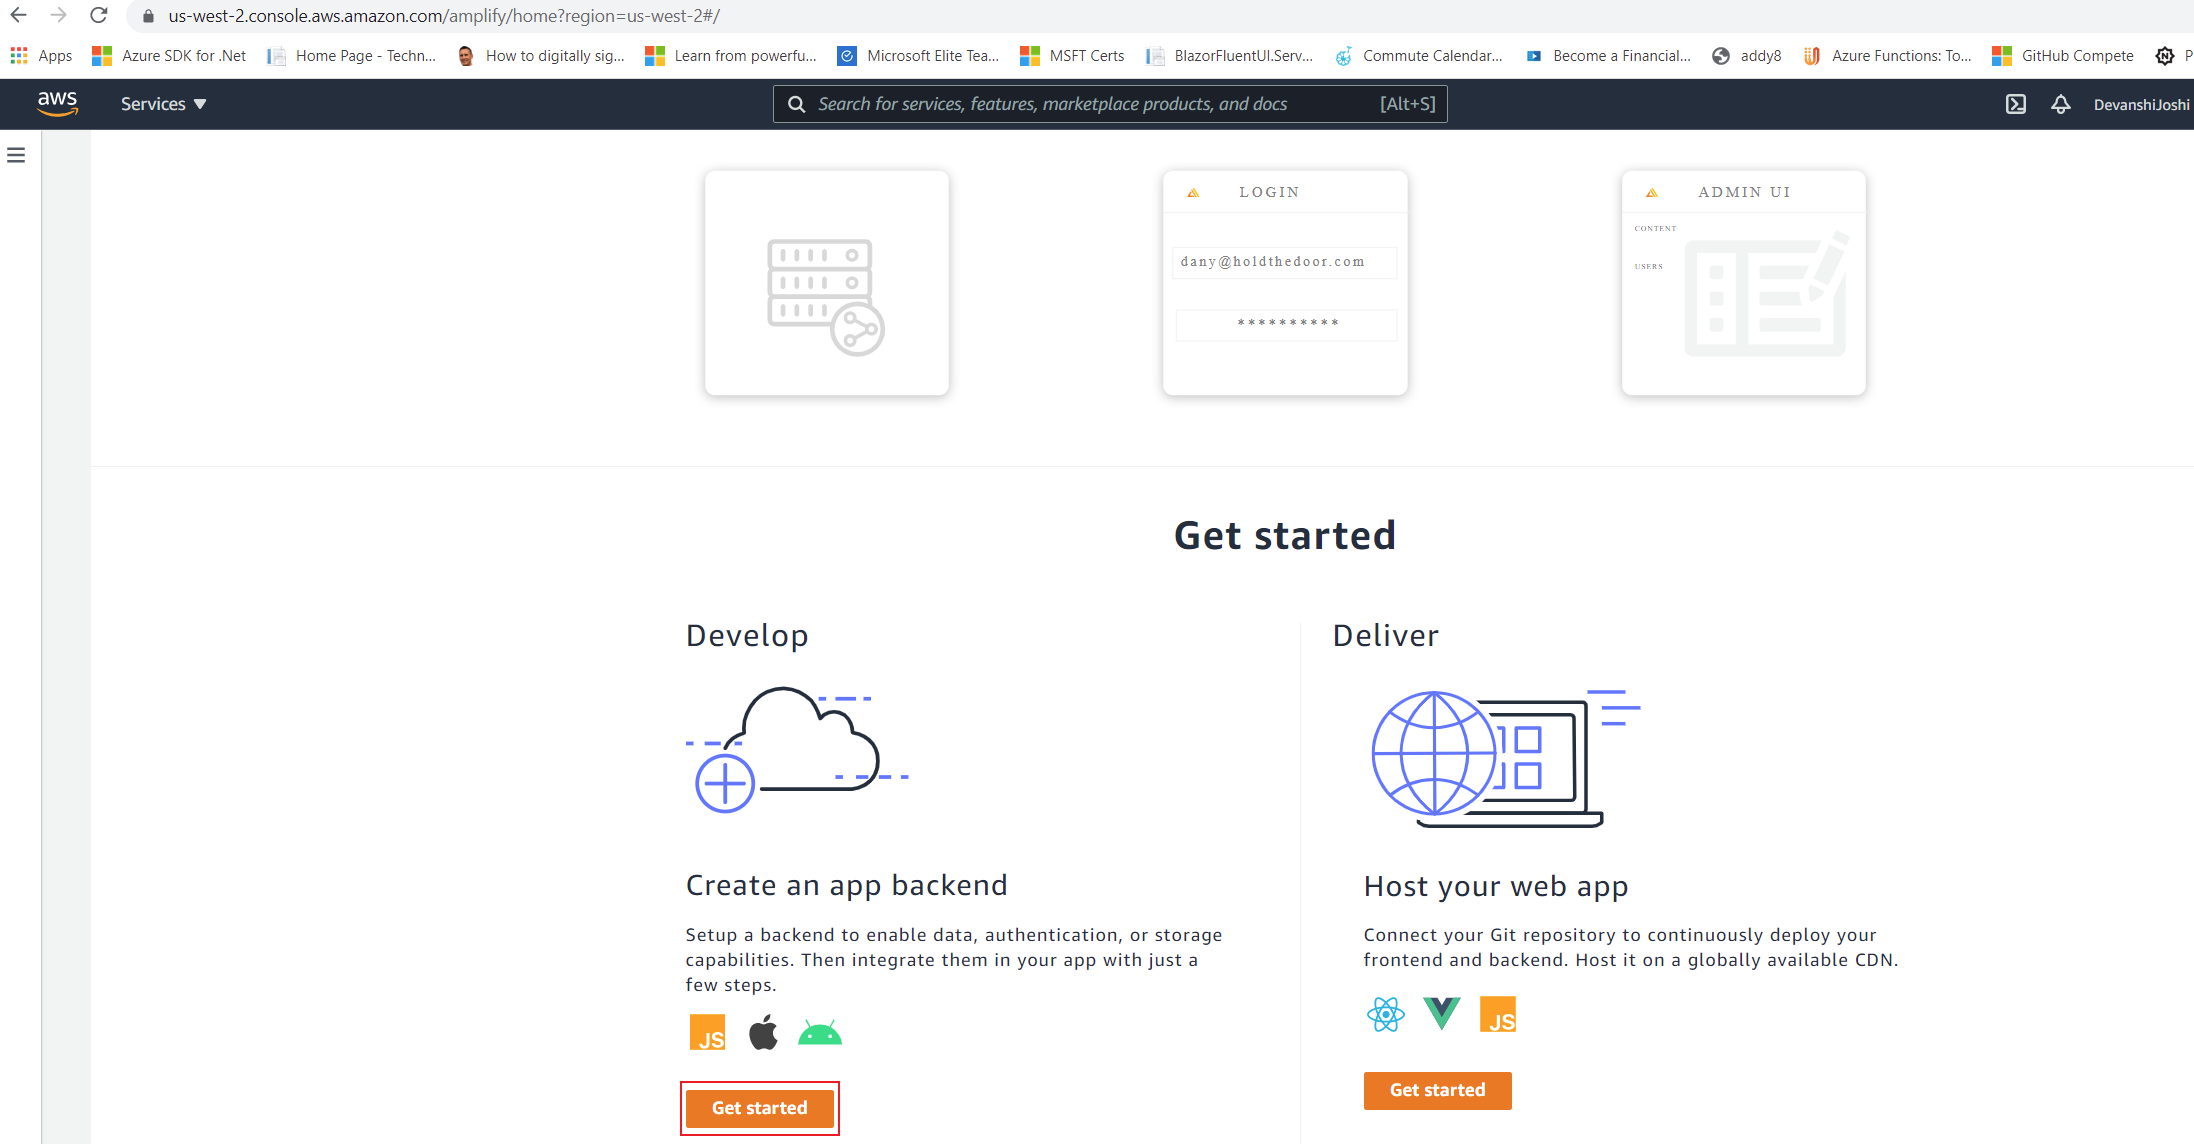 us-west-2.console.aws.amazon.com/amplify/home?region=us-west-2#/
Apps Azure SDK for .Net Home Page - Techn... How to digitally sig... Learn from powerfu... Microsoft Elite Tea... MSFT Certs BlazorFluentUI.Serv... Commute Calendar... Become a Financial... addy8 Azure Functions: To... GitHub Compete P
aws Services Search for services, features, marketplace products, and docs [Alt+S] DevanshiJoshi
LOGIN
dany@holdthedoor.com
**********
ADMIN UI
CONTENT
USERS
Get started
Develop
Create an app backend
Setup a backend to enable data, authentication, or storage
capabilities. Then integrate them in your app with just a
few steps.
JS
Get started
Deliver
Host your web app
Connect your Git repository to continuously deploy your
frontend and backend. Host it on a globally available CDN.
JS
Get started